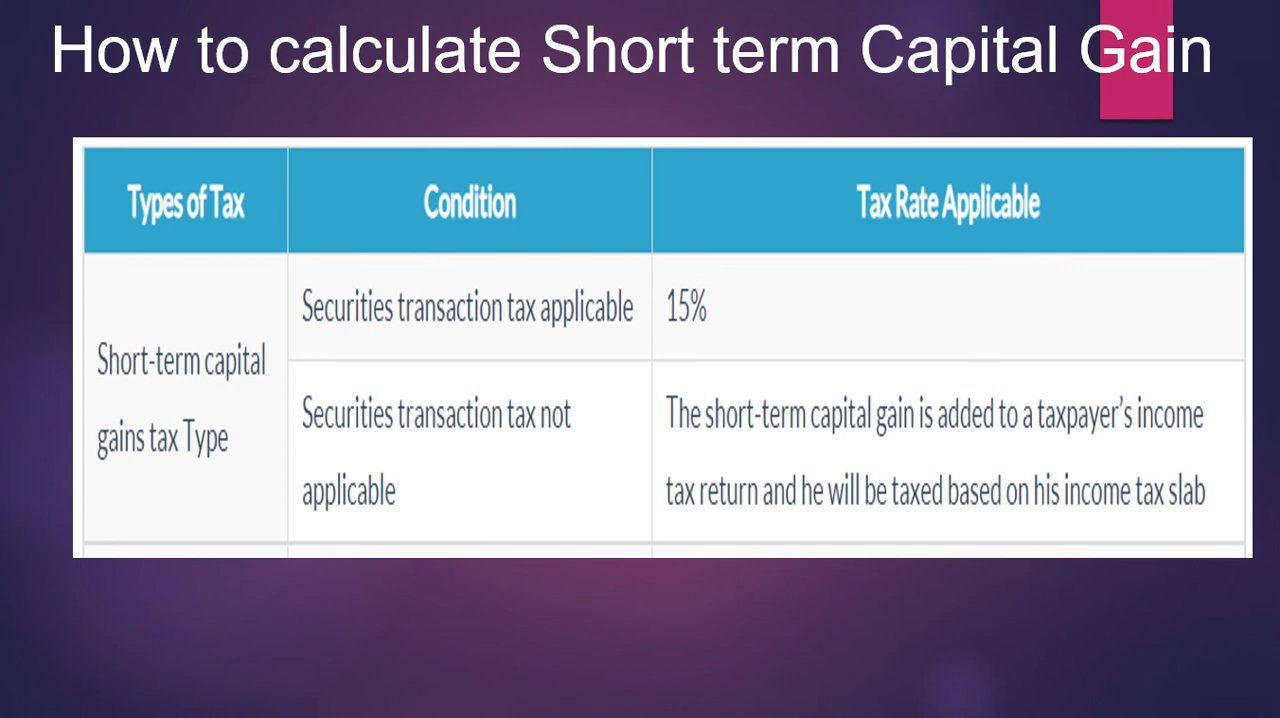 How to calculate Short term Capital Gain
Types of Tax
Condition
Tax Rate Applicable
Short-term capital
gains tax Type
Securities transaction tax applicable
15%
Securities transaction tax not
applicable
The short-term capital gain is added to a taxpayer’s income
tax return and he will be taxed based on his income tax slab